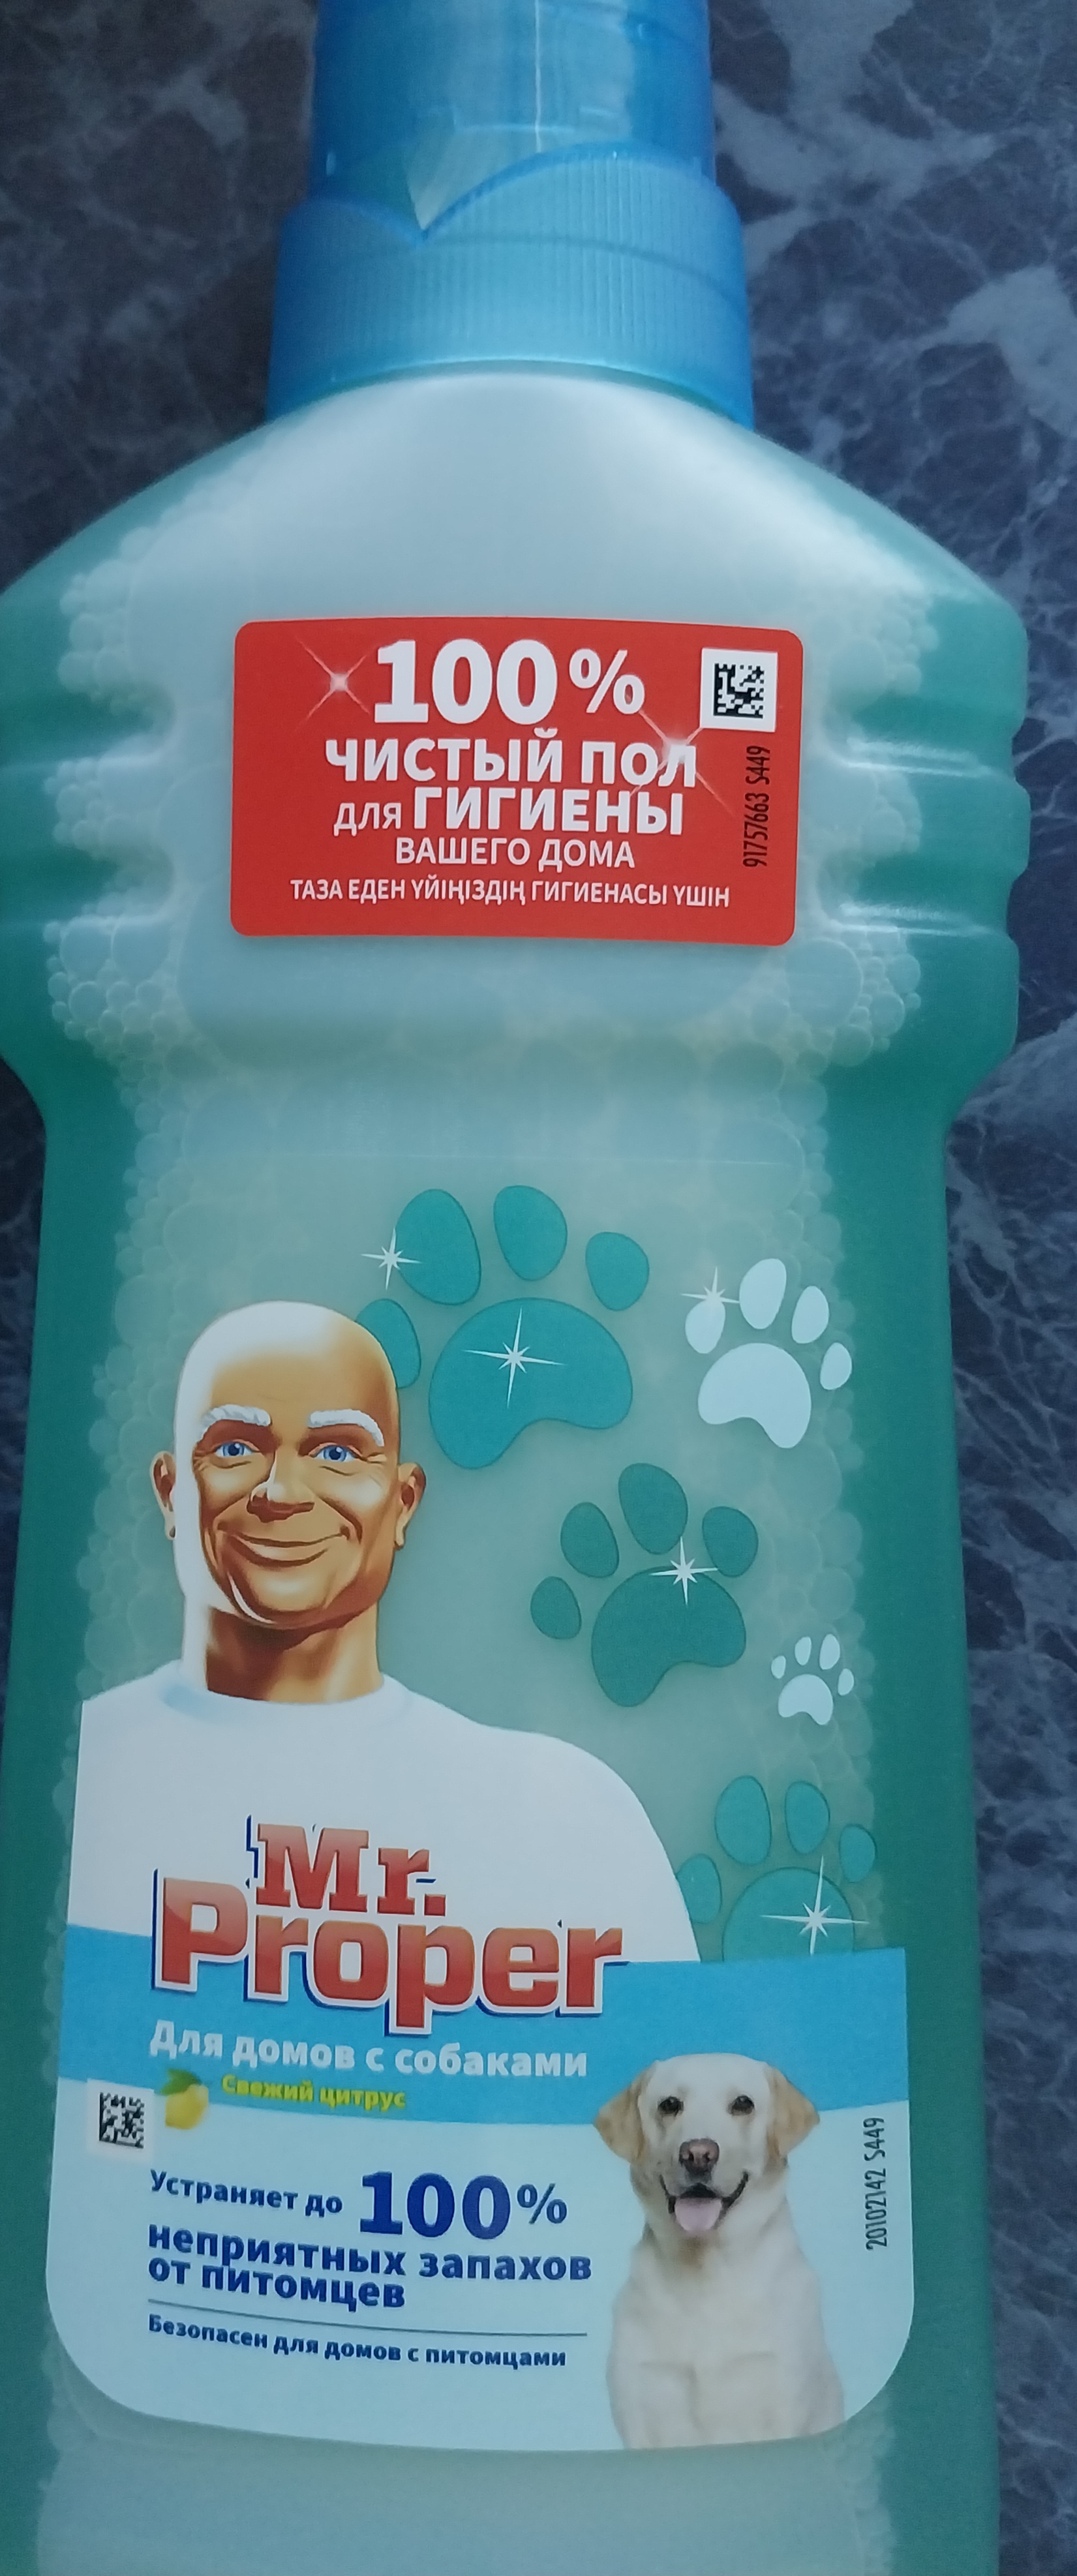 100%
ЧИСТЫЙ ПОЛ
для ГИГИЕНЫ
ВАШЕГО ДОМА
ТАЗА ЕДЕН ҮЙІҢІЗДІҢ ГИГИЕНАСЫ ҮШІН
91757663 S449
Mr.
Proper
Для домов с собаками
Свежий цитрус
Устраняет до 100%
неприятных запахов
от питомцев
Безопасен для домов с питомцами
20102142 S449